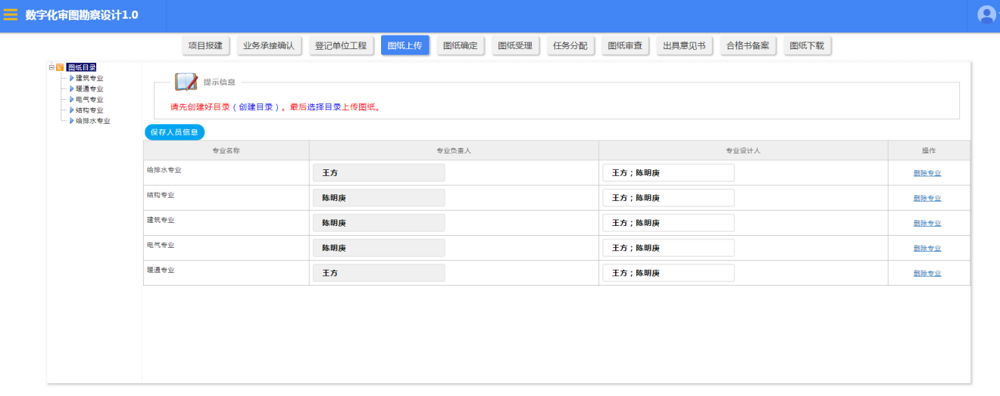 数字化审图勘察设计1.0
项目报建 业务承接确认 登记单位工程 图纸上传 图纸确定 图纸受理 任务分配 图纸审查 出具意见书 合格书备案 图纸下载
图纸目录
建筑专业
暖通专业
电气专业
结构专业
给排水专业
提示信息
请先创建好目录（创建目录）。最后选择目录上传图纸。
保存人员信息
专业名称 专业负责人 专业设计人 操作
给排水专业 王方 王方；陈明庚 删除专业
结构专业 陈明庚 王方；陈明庚 删除专业
建筑专业 陈明庚 王方；陈明庚 删除专业
电气专业 陈明庚 王方；陈明庚 删除专业
暖通专业 王方 王方；陈明庚 删除专业